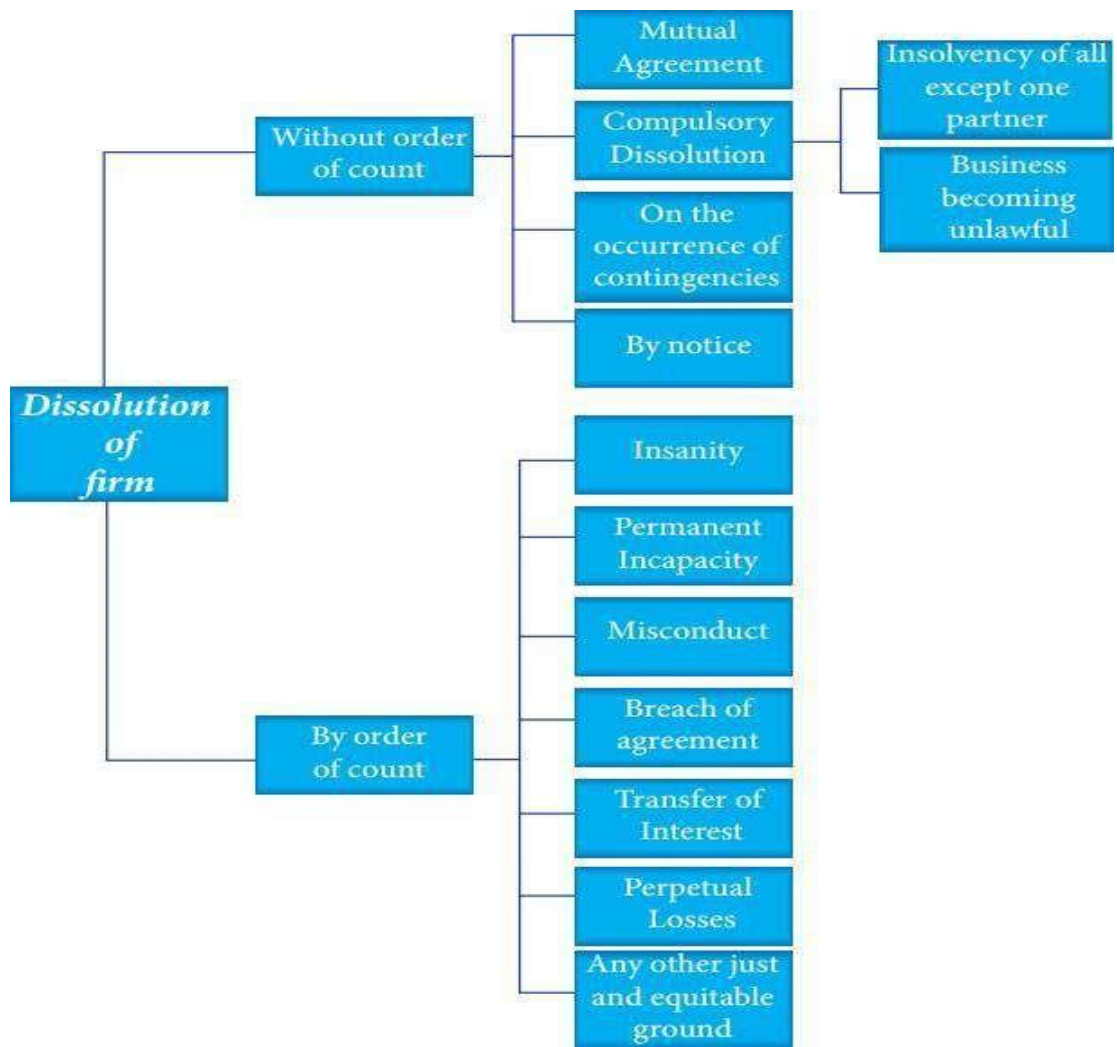 Dissolution
of
firm
Without order
of count
Mutual
Agreement
Compulsory
Dissolution
Insolvency of all
except one
partner
Business
becoming
unlawful
On the
occurrence of
contingencies
By notice
By order
of count
Insanity
Permanent
Incapacity
Misconduct
Breach of
agreement
Transfer of
Interest
Perpetual
Losses
Any other just
and equitable
ground